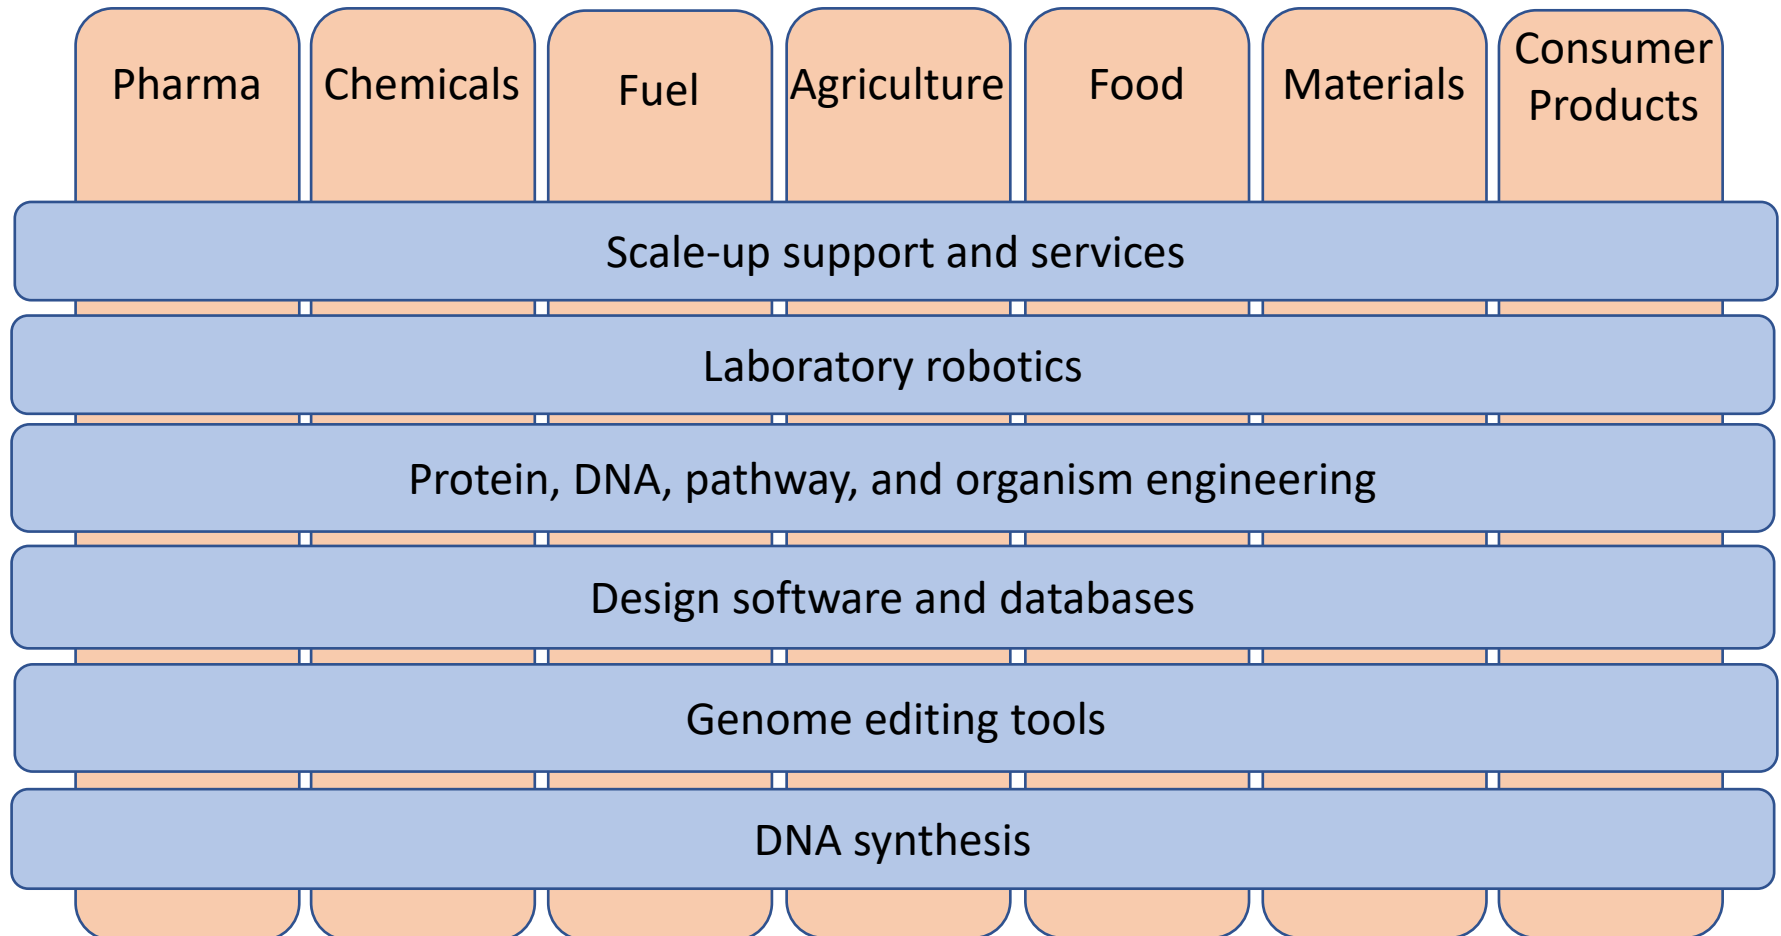 Pharma
Chemicals
Fuel
Agriculture
Food
Materials
Consumer
Products
Scale-up support and services
Laboratory robotics
Protein, DNA, pathway, and organism engineering
Design software and databases
Genome editing tools
DNA synthesis